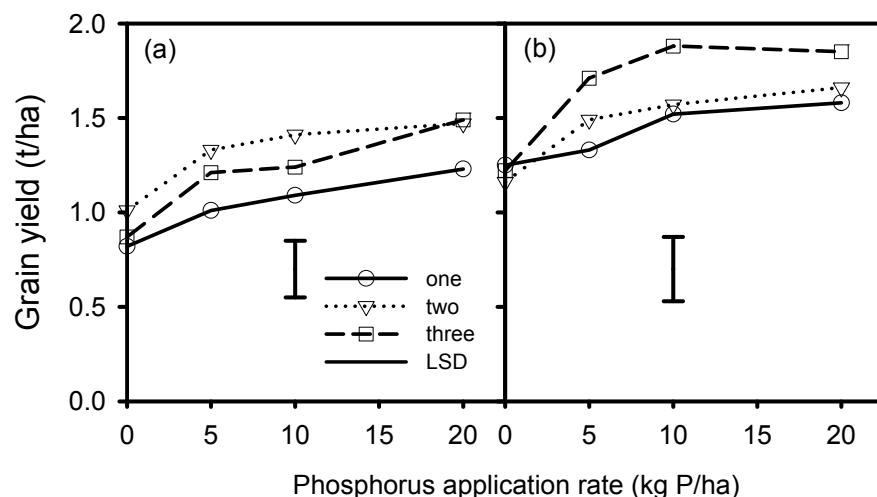 Grain yield (t/ha)
2.0
1.5
1.0
0.5
0.0
(a)
(b)
one
two
three
LSD
0 5 10 15 20 0 5 10 15 20
Phosphorus application rate (kg P/ha)